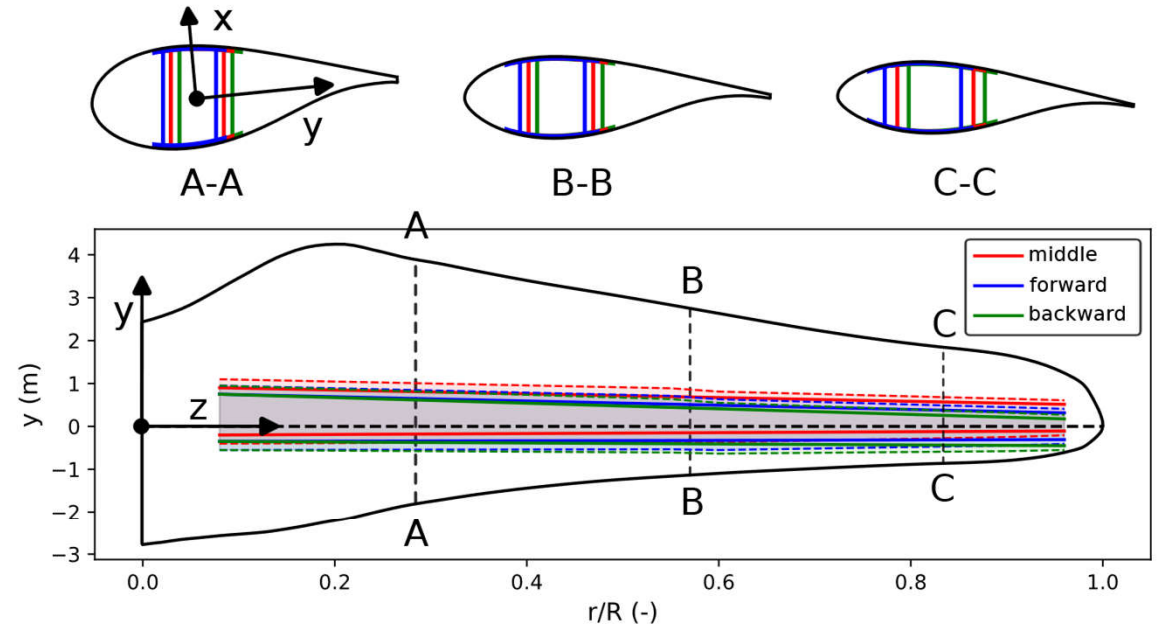 x
y
A-A
B-B
C-C
A
B
C
y
z
A
B
C
middle
forward
backward
4
3
2
1
0
−1
−2
−3
y (m)
0.0
0.2
0.4
0.6
0.8
1.0
r/R (-)